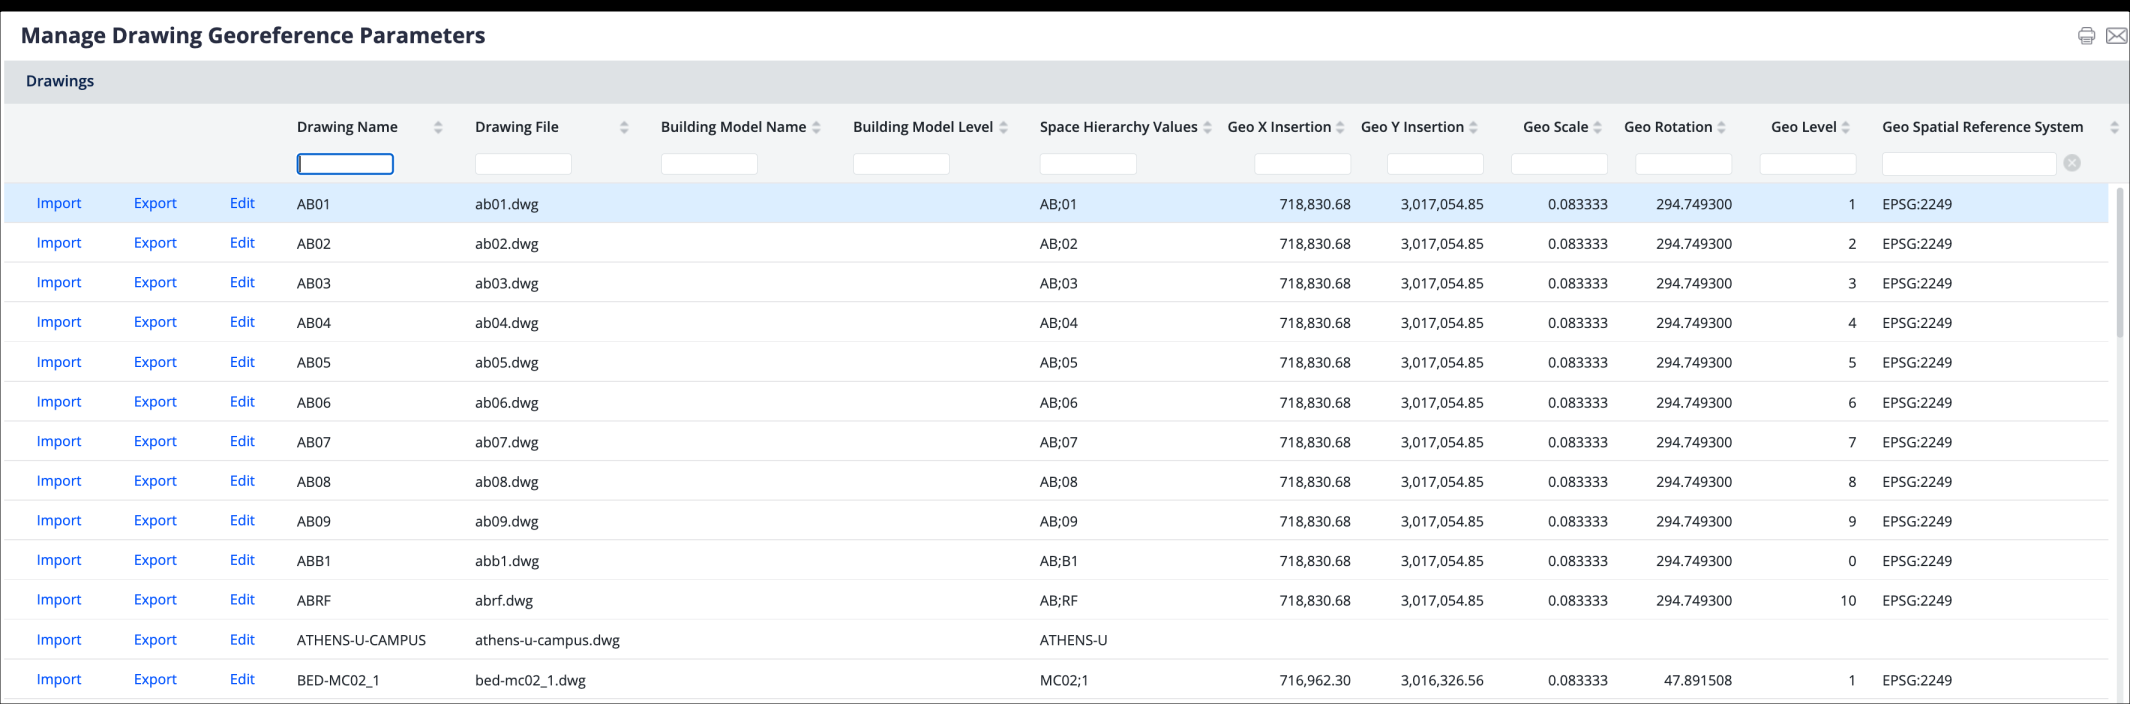 Manage Drawing Georeference Parameters
Drawings
Drawing Name Drawing File Building Model Name Building Model Level Space Hierarchy Values Geo X Insertion Geo Y Insertion Geo Scale Geo Rotation Geo Level Geo Spatial Reference System
Import Export Edit AB01 ab01.dwg AB;01 718,830.68 3,017,054.85 0.083333 294.749300 1 EPSG:2249
Import Export Edit AB02 ab02.dwg AB;02 718,830.68 3,017,054.85 0.083333 294.749300 2 EPSG:2249
Import Export Edit AB03 ab03.dwg AB;03 718,830.68 3,017,054.85 0.083333 294.749300 3 EPSG:2249
Import Export Edit AB04 ab04.dwg AB;04 718,830.68 3,017,054.85 0.083333 294.749300 4 EPSG:2249
Import Export Edit AB05 ab05.dwg AB;05 718,830.68 3,017,054.85 0.083333 294.749300 5 EPSG:2249
Import Export Edit AB06 ab06.dwg AB;06 718,830.68 3,017,054.85 0.083333 294.749300 6 EPSG:2249
Import Export Edit AB07 ab07.dwg AB;07 718,830.68 3,017,054.85 0.083333 294.749300 7 EPSG:2249
Import Export Edit AB08 ab08.dwg AB;08 718,830.68 3,017,054.85 0.083333 294.749300 8 EPSG:2249
Import Export Edit AB09 ab09.dwg AB;09 718,830.68 3,017,054.85 0.083333 294.749300 9 EPSG:2249
Import Export Edit ABB1 abb1.dwg AB;B1 718,830.68 3,017,054.85 0.083333 294.749300 0 EPSG:2249
Import Export Edit ABRF abrf.dwg AB;RF 718,830.68 3,017,054.85 0.083333 294.749300 10 EPSG:2249
Import Export Edit ATHENS-U-CAMPUS athens-u-campus.dwg ATHENS-U
Import Export Edit BED-MC02_1 bed-mc02_1.dwg MC02;1 716,962.30 3,016,326.56 0.083333 47.891508 1 EPSG:2249